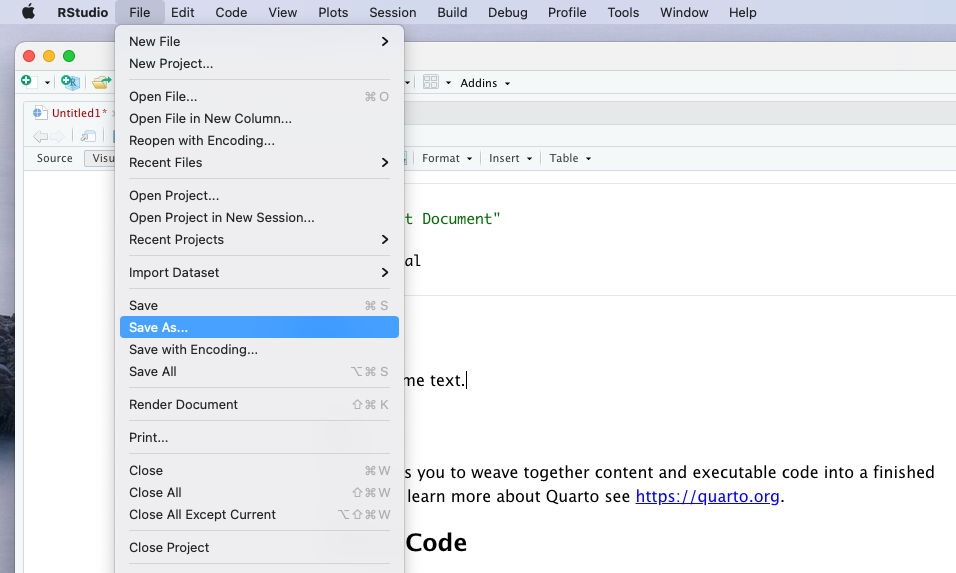 RStudio File Edit Code View Plots Session Build Debug Profile Tools Window Help
New File
New Project...
Open File... ⌘ O
Open File in New Column...
Reopen with Encoding...
Recent Files
Open Project...
Open Project in New Session...
Recent Projects
Import Dataset
Save ⌘ S
Save As...
Save with Encoding...
Save All ⌥⌘ S
Render Document ⇧⌘ K
Print...
Close ⌘ W
Close All ⇧⌘ W
Close All Except Current ⌥⇧⌘ W
Close Project
Addins
Untitled1*
Source Visu
Format Insert Table
t Document"
al
me text.
s you to weave together content and executable code into a finished
learn more about Quarto see https://quarto.org.
Code